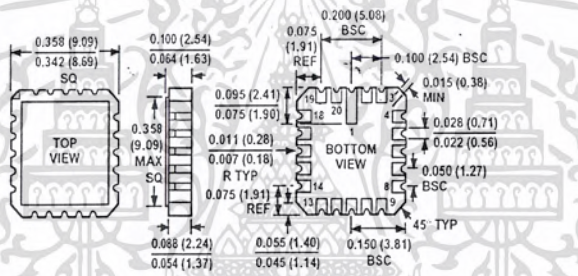 0.358 (9.09)
0.342 (8.69)
SQ
TOP
VIEW
0.100 (2.54)
0.064 (1.63)
0.358
(9.09)
MAX
SQ
0.088 (2.24)
0.054 (1.37)
0.200 (5.08)
BSC
0.075
(1.91)
REF
0.100 (2.54) BSC
0.015 (0.38)
MIN
0.095 (2.41)
0.075 (1.90)
0.011 (0.28)
0.007 (0.18)
R TYP
0.075 (1.91)
REF
19
20
3
18
4
1
BOTTOM
VIEW
14
8
13
9
0.028 (0.71)
0.022 (0.56)
0.050 (1.27)
BSC
45° TYP
0.055 (1.40)
0.045 (1.14)
0.150 (3.81)
BSC